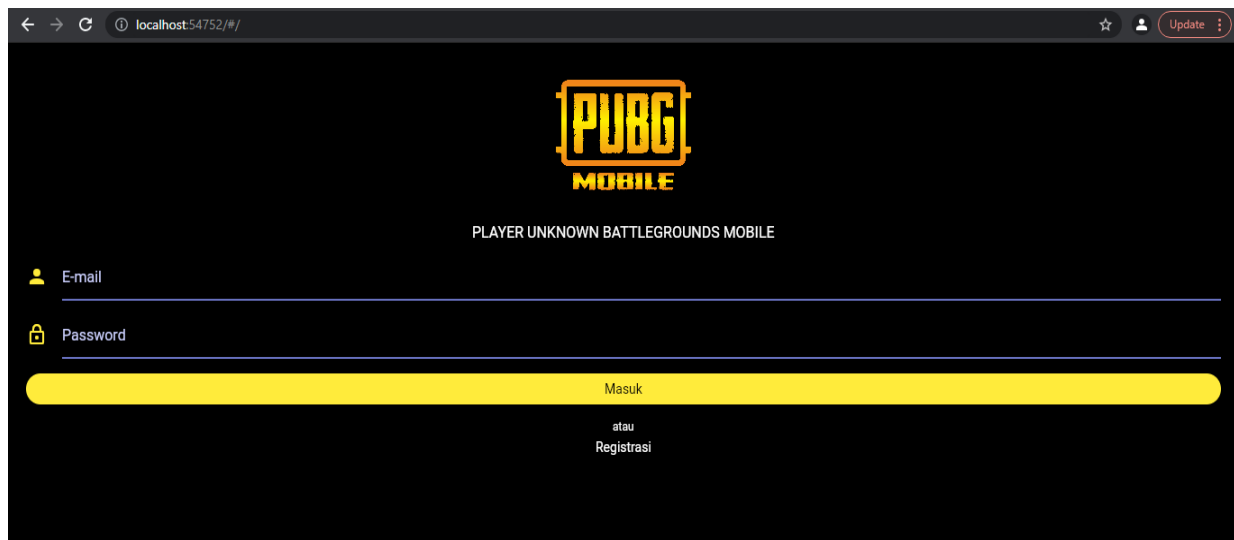 localhost:54752/#/
Update
PUBG
MOBILE
PLAYER UNKNOWN BATTLEGROUNDS MOBILE
E-mail
Password
Masuk
atau
Registrasi